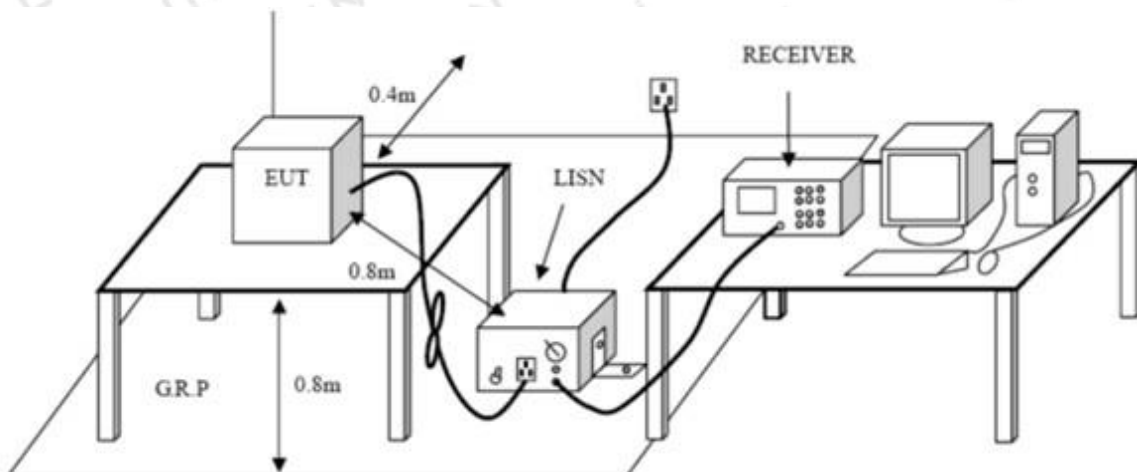 RECEIVER
0.4m
EUT
LISN
0.8m
0.8m
G.R.P